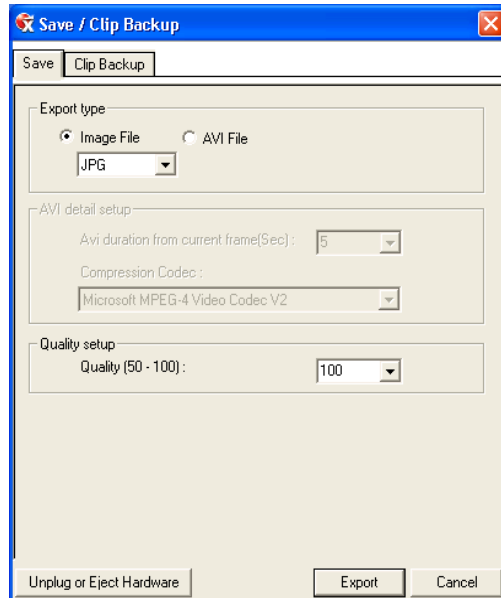 Save / Clip Backup
Save
Clip Backup
Export type
Image File
AVI File
JPG
AVI detail setup
Avi duration from current frame(Sec) :
5
Compression Codec :
Microsoft MPEG-4 Video Codec V2
Quality setup
Quality (50 - 100) :
100
Unplug or Eject Hardware
Export
Cancel